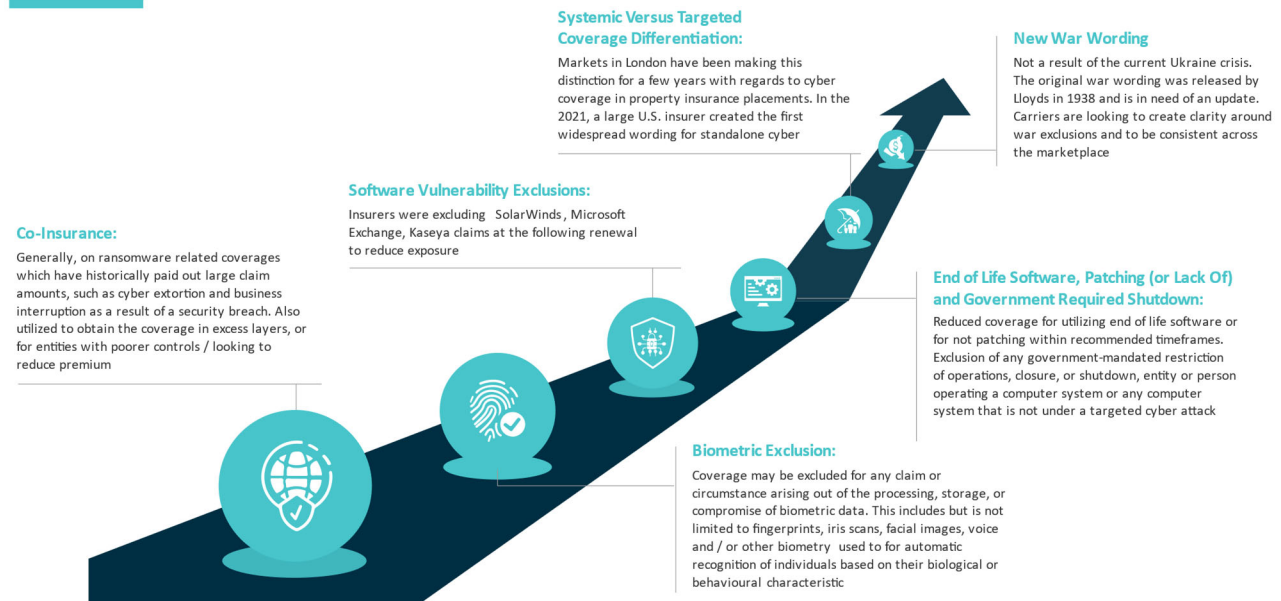 Systemic Versus Targeted
Coverage Differentiation:
Markets in London have been making this
distinction for a few years with regards to cyber
coverage in property insurance placements. In the
2021, a large U.S. insurer created the first
widespread wording for standalone cyber
New War Wording
Not a result of the current Ukraine crisis.
The original war wording was released by
Lloyds in 1938 and is in need of an update.
Carriers are looking to create clarity around
war exclusions and to be consistent across
the marketplace
Software Vulnerability Exclusions:
Insurers were excluding SolarWinds, Microsoft
Exchange, Kaseya claims at the following renewal
to reduce exposure
Co-Insurance:
Generally, on ransomware related coverages
which have historically paid out large claim
amounts, such as cyber extortion and business
interruption as a result of a security breach. Also
utilized to obtain the coverage in excess layers, or
for entities with poorer controls / looking to
reduce premium
End of Life Software, Patching (or Lack Of)
and Government Required Shutdown:
Reduced coverage for utilizing end of life software or
for not patching within recommended timeframes.
Exclusion of any government-mandated restriction
of operations, closure, or shutdown, entity or person
operating a computer system or any computer
system that is not under a targeted cyber attack
Biometric Exclusion:
Coverage may be excluded for any claim or
circumstance arising out of the processing, storage, or
compromise of biometric data. This includes but is not
limited to fingerprints, iris scans, facial images, voice
and / or other biometry used to for automatic
recognition of individuals based on their biological or
behavioural characteristic
$